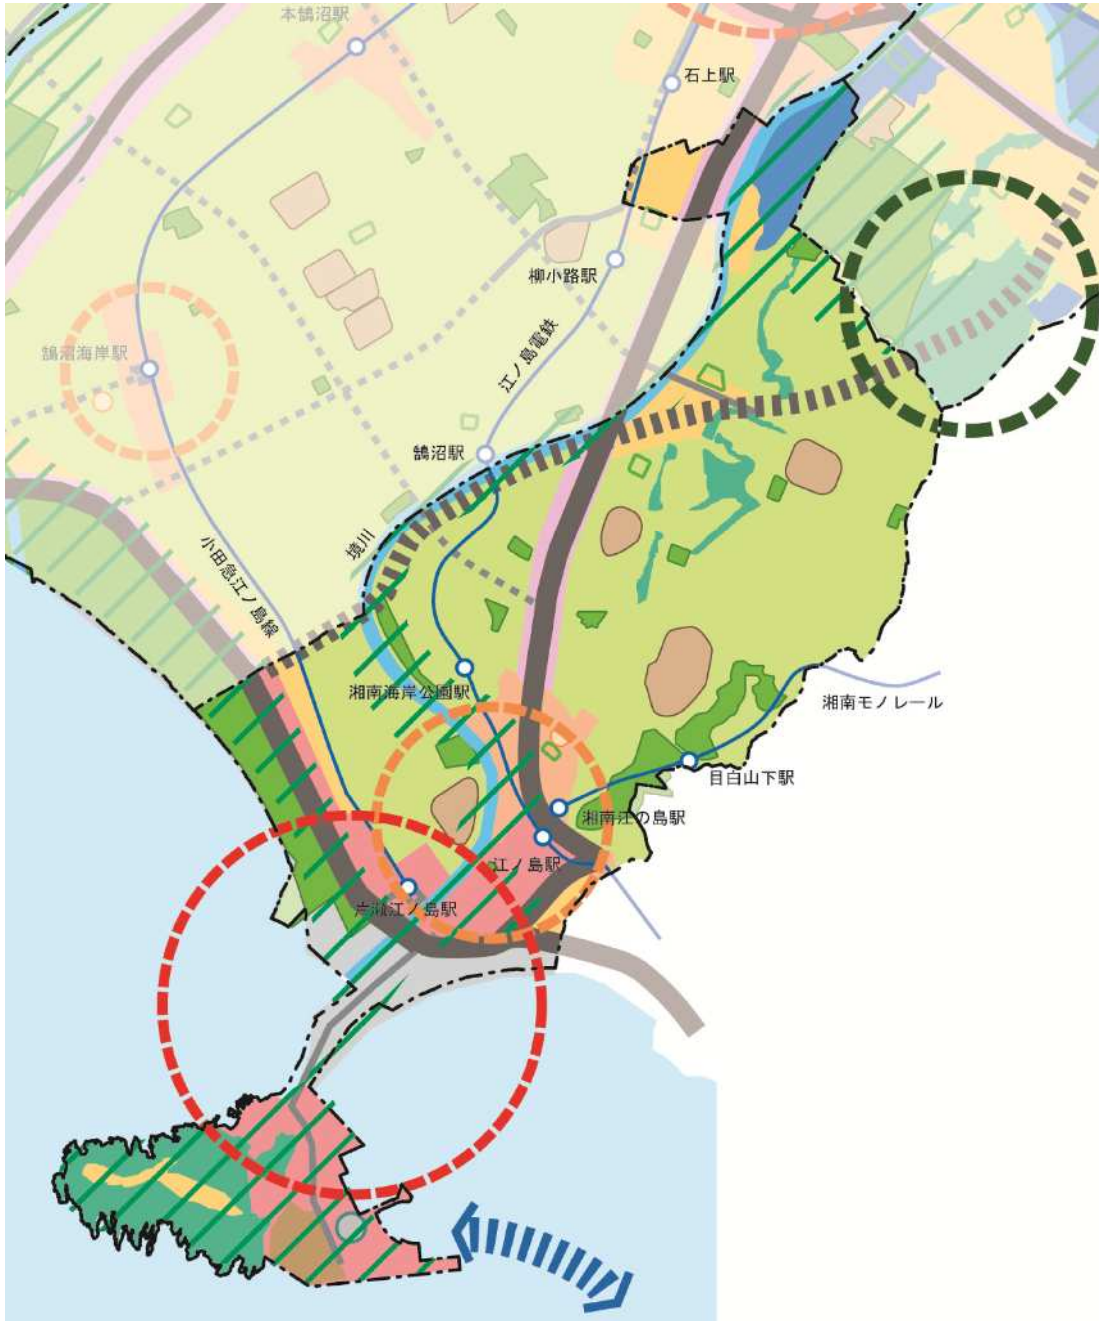 本鵠沼駅
石上駅
柳小路駅
江ノ島電鉄
鵠沼海岸駅
鵠沼駅
境川
小田急江ノ島線
湘南海岸公園駅
湘南モノレール
目白山下駅
湘南江の島駅
江ノ島駅
片瀬江ノ島駅